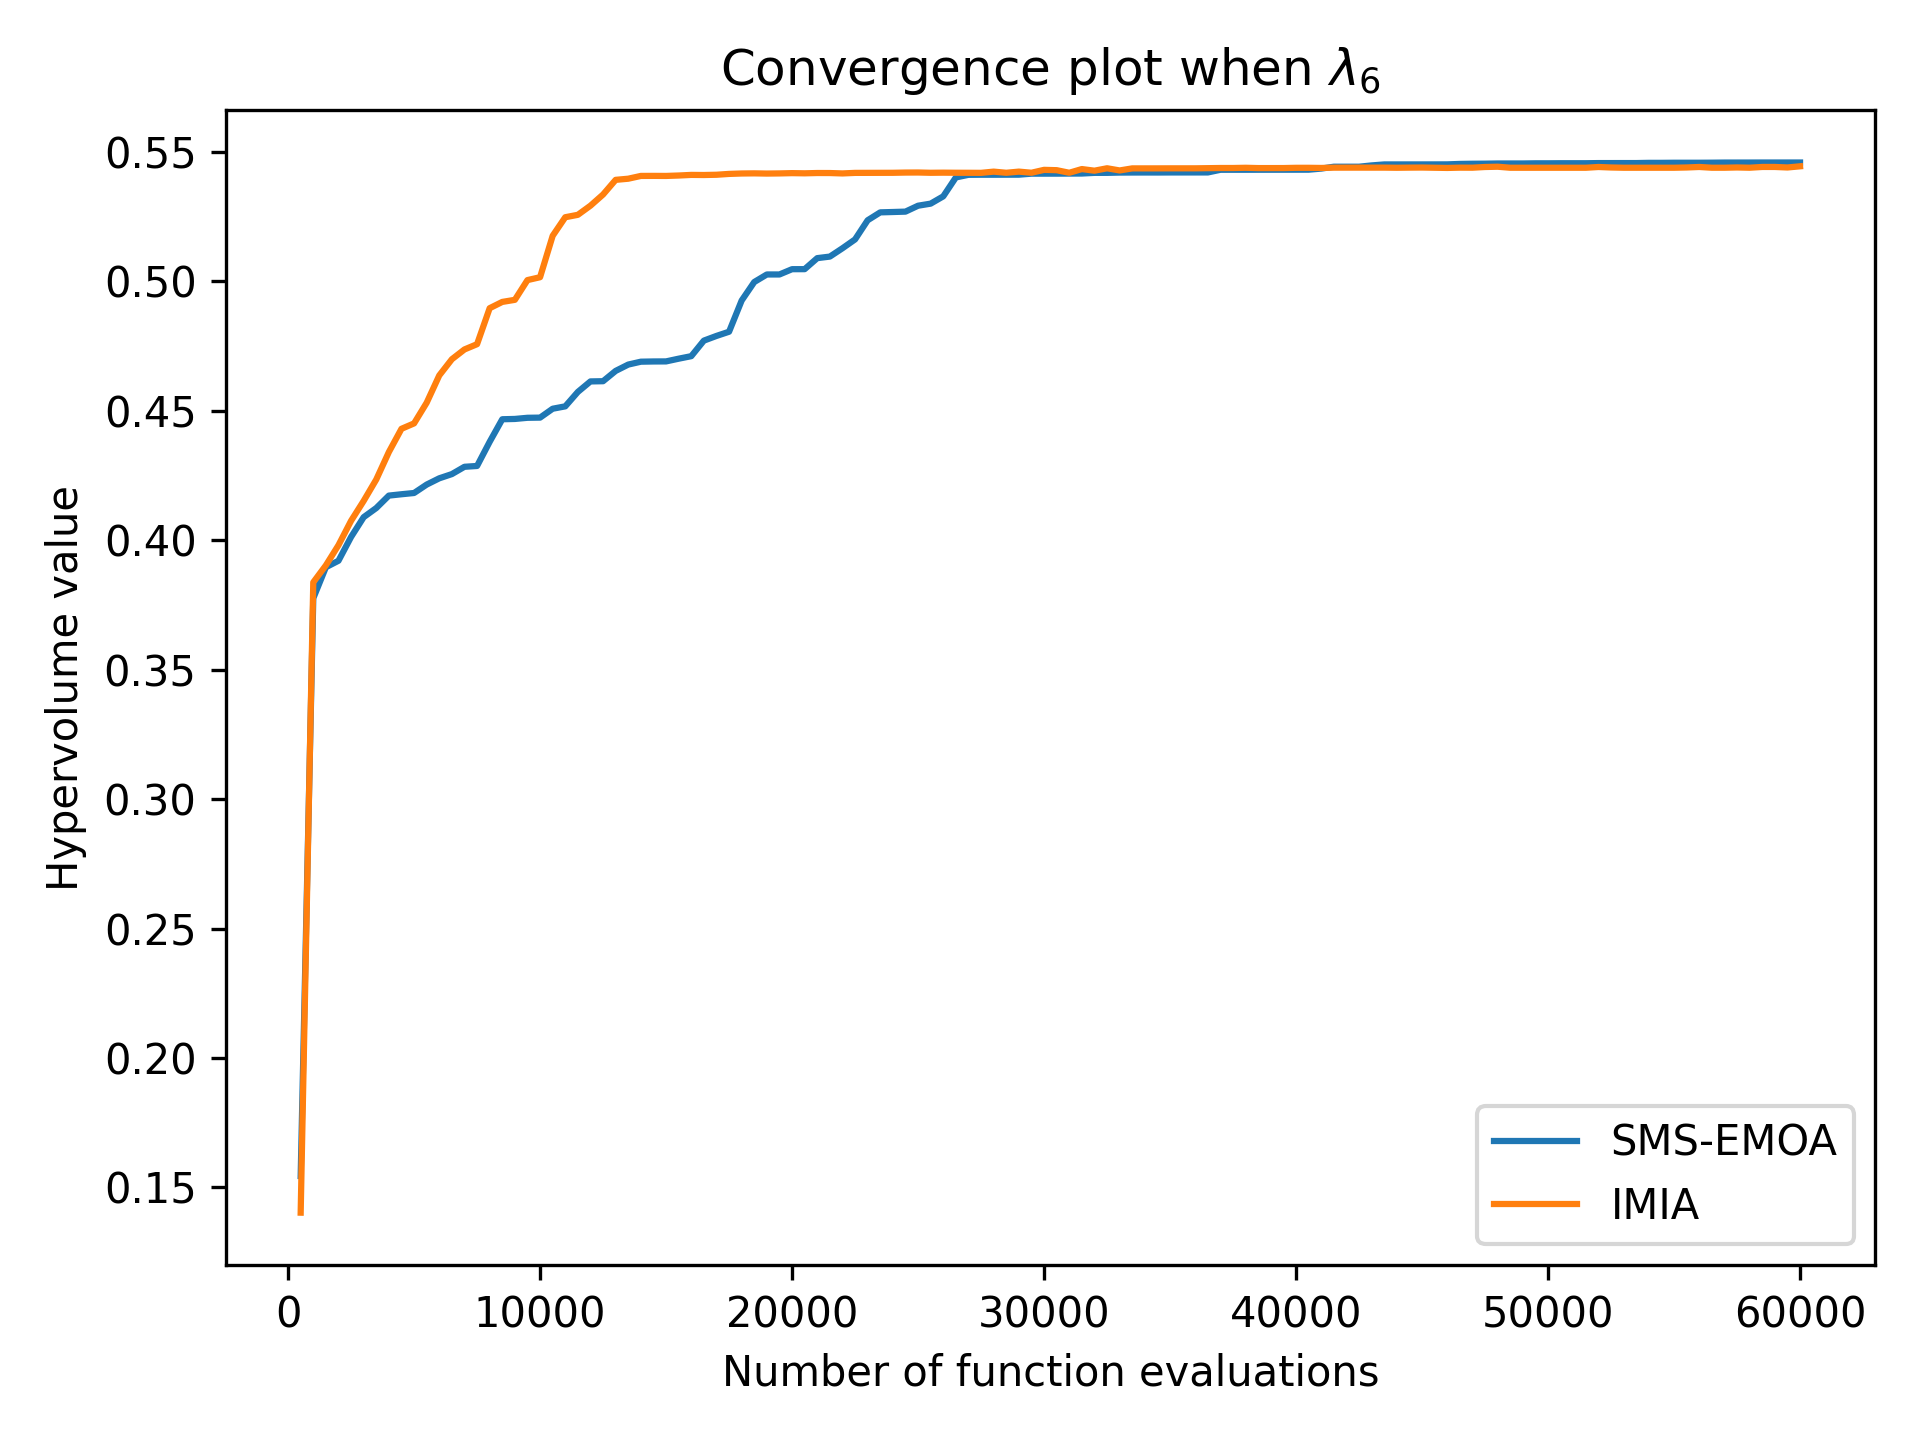 Convergence plot when λ₆
0.55
0.50
0.45
0.40
0.35
0.30
0.25
0.20
0.15
Hypervolume value
0 10000 20000 30000 40000 50000 60000
Number of function evaluations
SMS-EMOA
IMIA